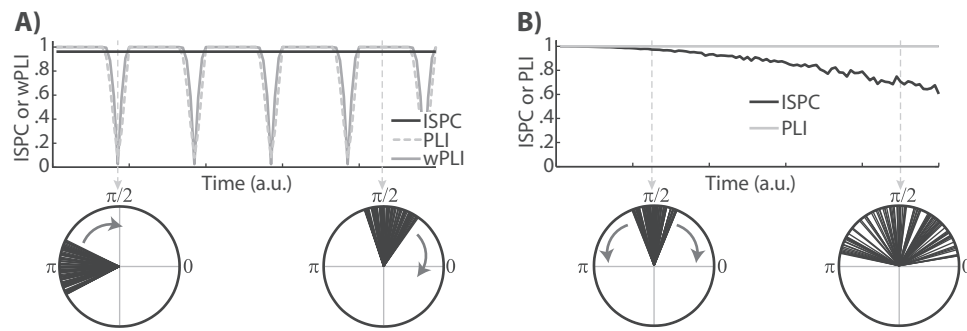 A)
ISPC or wPLI
1
.8
.6
.4
.2
0
ISPC
PLI
wPLI
Time (a.u.)
π/2
π
0
π/2
π
0
B)
ISPC or PLI
1
.8
.6
.4
.2
0
ISPC
PLI
Time (a.u.)
π/2
π
0
π/2
π
0